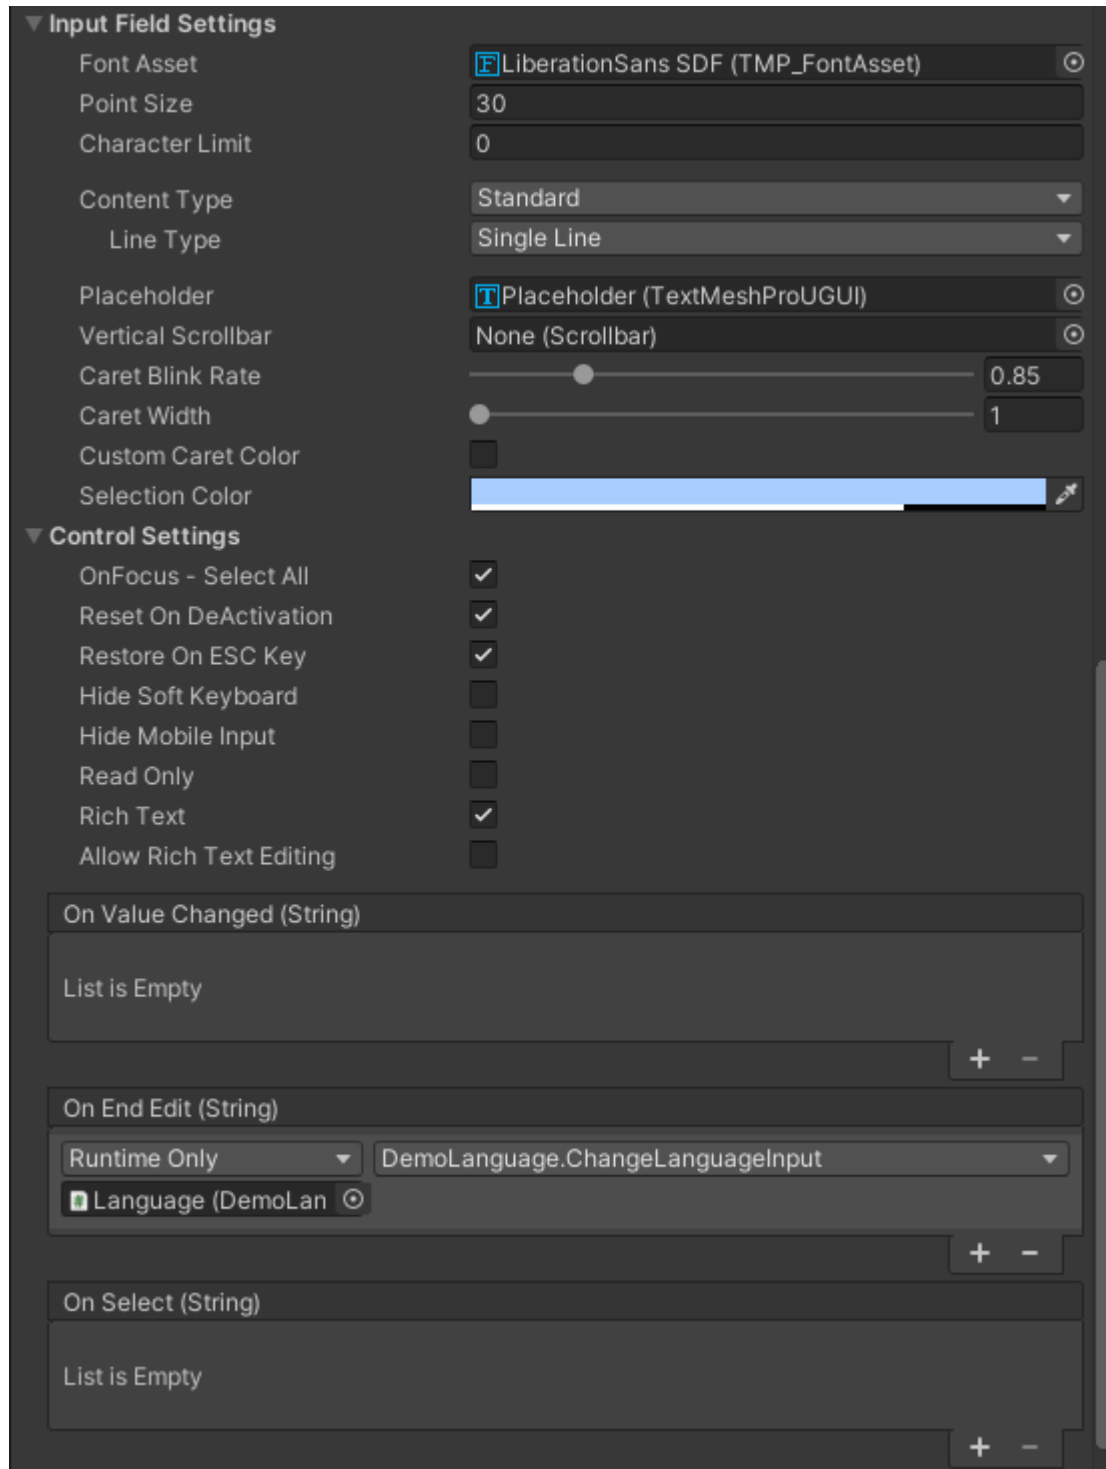 Input Field Settings
Font Asset
LiberationSans SDF (TMP_FontAsset)
Point Size
30
Character Limit
0
Content Type
Standard
Line Type
Single Line
Placeholder
Placeholder (TextMeshProUGUI)
Vertical Scrollbar
None (Scrollbar)
Caret Blink Rate
0.85
Caret Width
1
Custom Caret Color
Selection Color
Control Settings
OnFocus - Select All
Reset On DeActivation
Restore On ESC Key
Hide Soft Keyboard
Hide Mobile Input
Read Only
Rich Text
Allow Rich Text Editing
On Value Changed (String)
List is Empty
+ −
On End Edit (String)
Runtime Only
DemoLanguage.ChangeLanguageInput
Language (DemoLan
+ −
On Select (String)
List is Empty
+ −